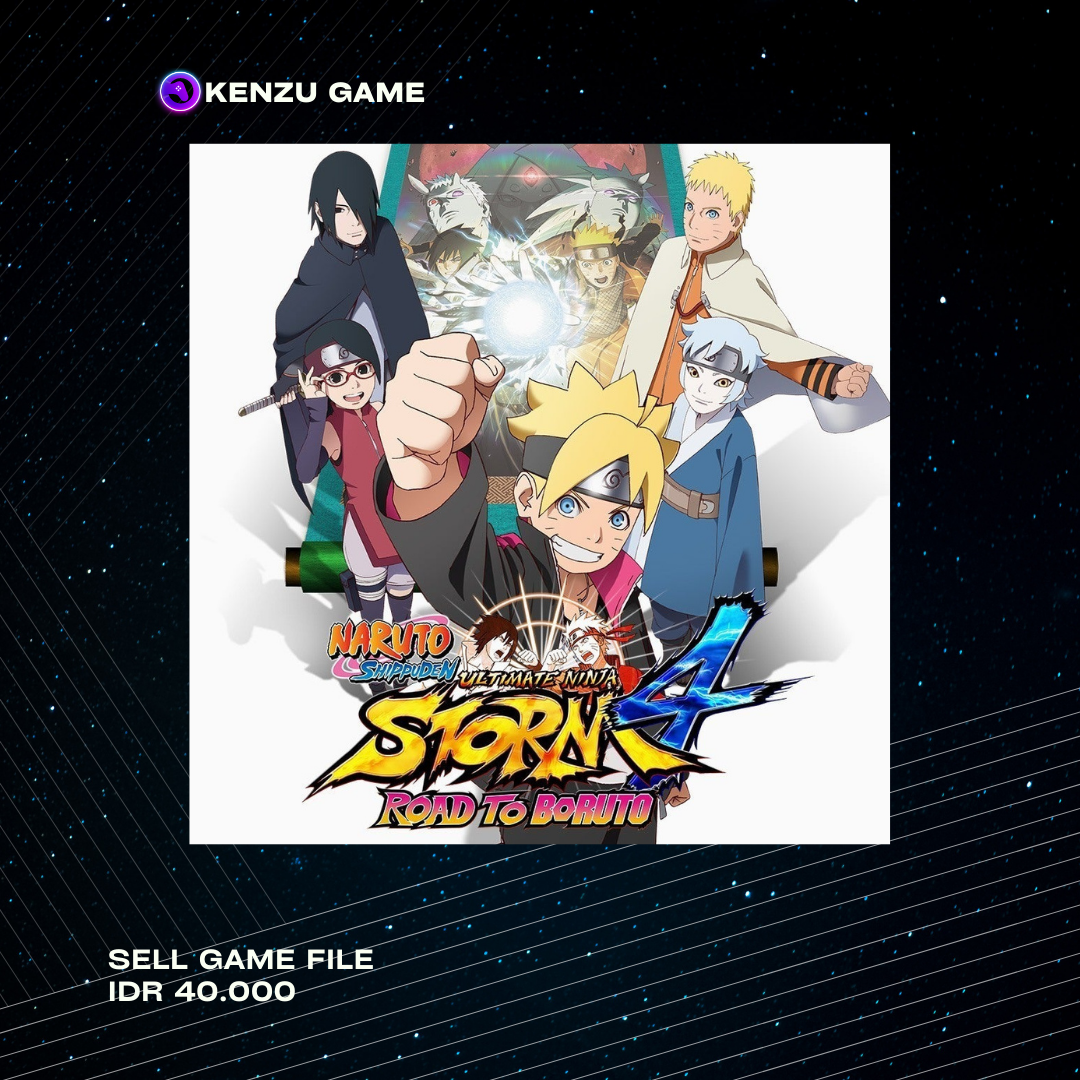 KENZU GAME
NARUTO
SHIPPUDEN
ULTIMATE NINJA
STORM 4
ROAD TO BORUTO
SELL GAME FILE
IDR 40.000